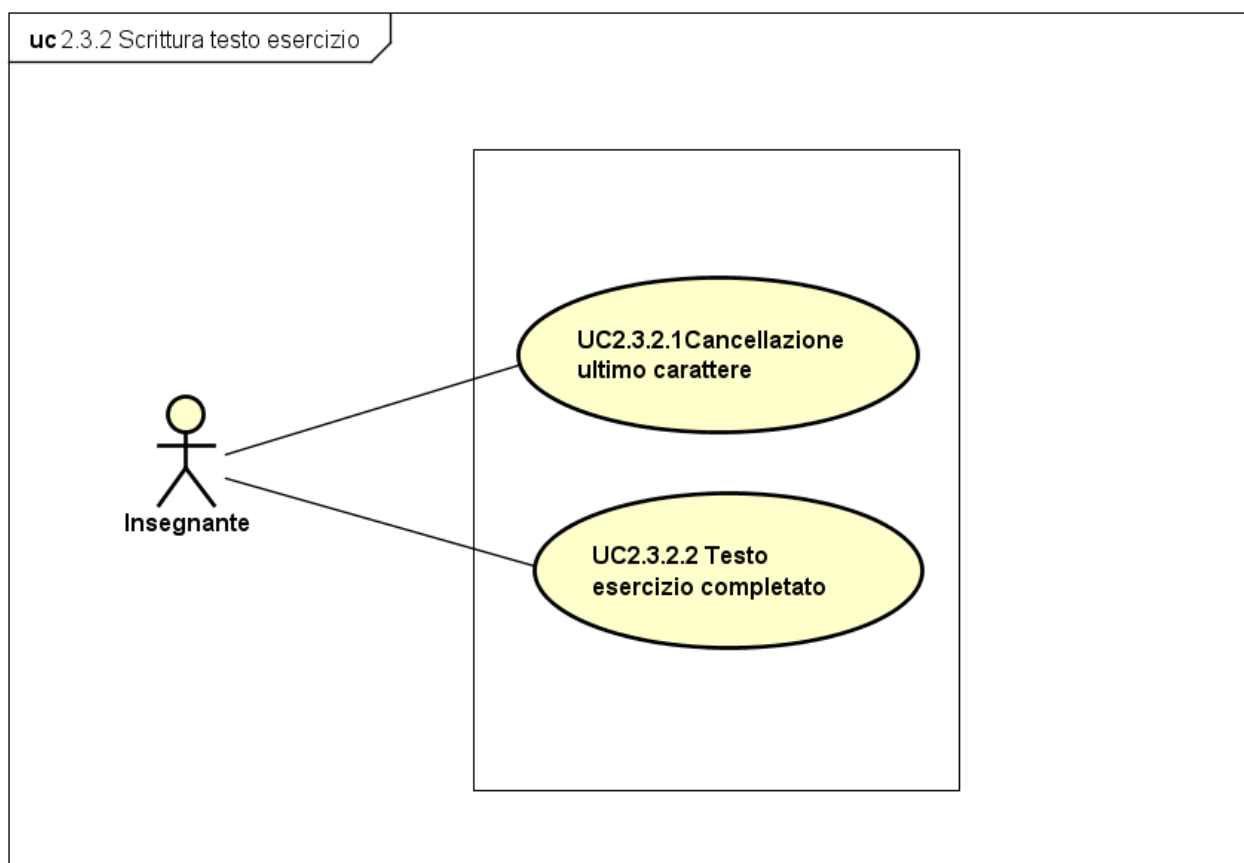 uc 2.3.2 Scrittura testo esercizio
UC2.3.2.1Cancellazione
ultimo carattere
Insegnante
UC2.3.2.2 Testo
esercizio completato